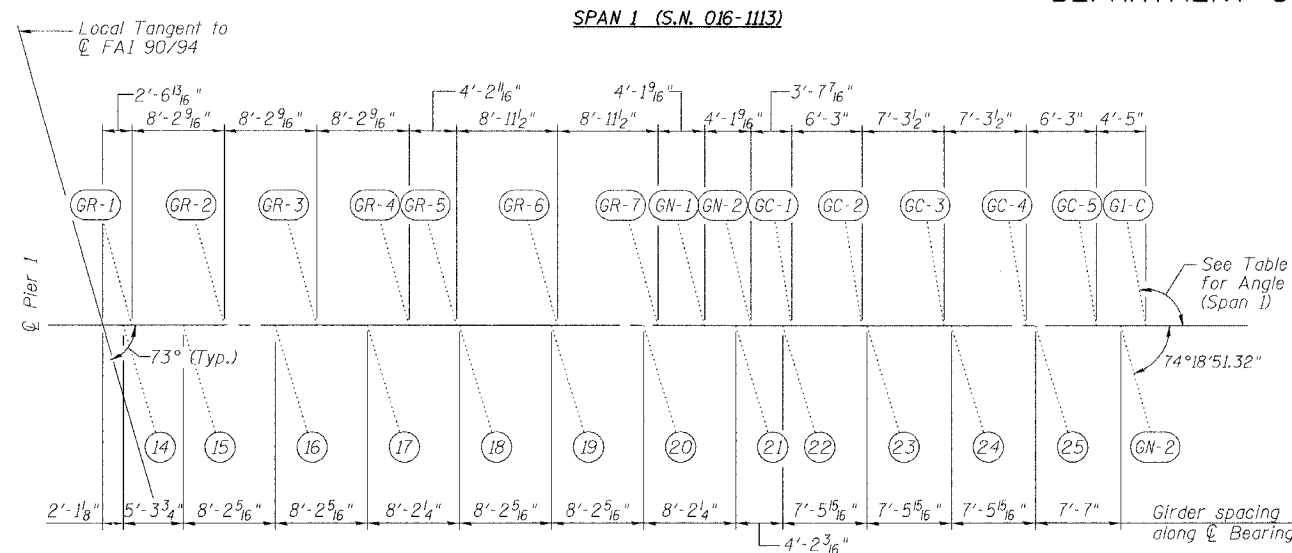 SPAN 1 (S.N. 016-1113)
Local Tangent to
℄ FAI 90/94
2'-6 13/16"
4'-2 11/16"
4'-1 9/16"
3'-7 7/16"
8'-2 9/16"
8'-2 9/16"
8'-2 9/16"
8'-11 1/2"
8'-11 1/2"
4'-1 9/16"
6'-3"
7'-3 1/2"
7'-3 1/2"
6'-3"
4'-5"
GR-1
GR-2
GR-3
GR-4
GR-5
GR-6
GR-7
GN-1
GN-2
GC-1
GC-2
GC-3
GC-4
GC-5
G1-C
℄ Pier 1
See Table
for Angle
(Span 1)
73° (Typ.)
74°18'51.32"
14
15
16
17
18
19
20
21
22
23
24
25
GN-2
2'-1 1/8"
5'-3 3/4"
8'-2 5/16"
8'-2 5/16"
8'-2 1/4"
8'-2 5/16"
8'-2 5/16"
8'-2 1/4"
4'-2 3/16"
7'-5 15/16"
7'-5 15/16"
7'-5 15/16"
7'-7"
Girder spacing
along ℄ Bearing